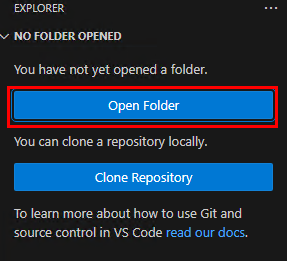 EXPLORER
NO FOLDER OPENED
You have not yet opened a folder.
Open Folder
You can clone a repository locally.
Clone Repository
To learn more about how to use Git and
source control in VS Code read our docs.